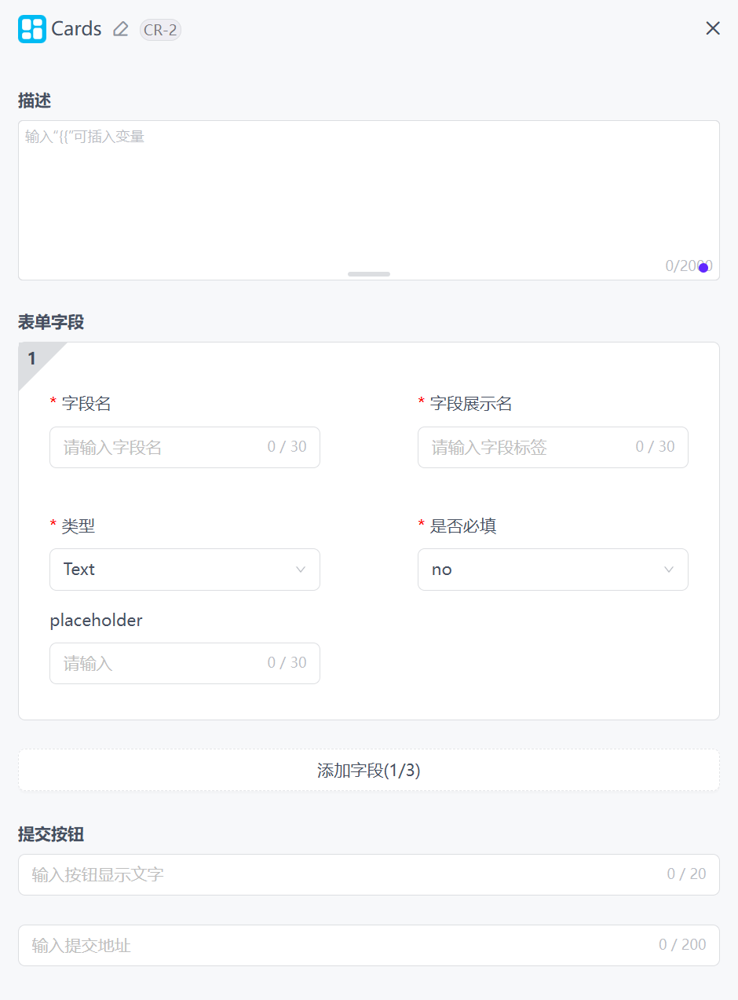 Cards CR-2
描述
输入“{{”可插入变量
0/2000
表单字段
1
* 字段名 * 字段展示名
请输入字段名 0 / 30 请输入字段标签 0 / 30
* 类型 * 是否必填
Text no
placeholder
请输入 0 / 30
添加字段(1/3)
提交按钮
输入按钮显示文字 0 / 20
输入提交地址 0 / 200